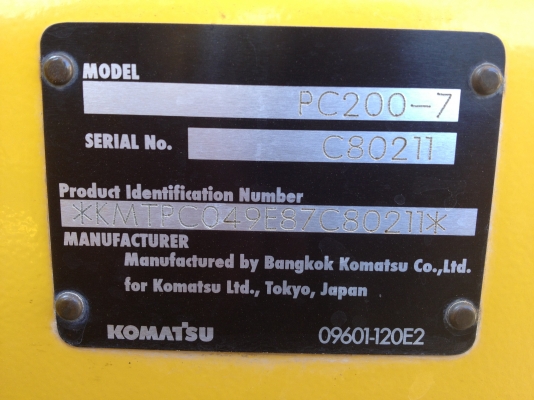 MODEL
PC200-7
SERIAL No.
C80211
Product Identification Number
*KMTPC049E87C80211*
MANUFACTURER
Manufactured by Bangkok Komatsu Co.,Ltd.
for Komatsu Ltd., Tokyo, Japan
KOMATSU
09601-120E2